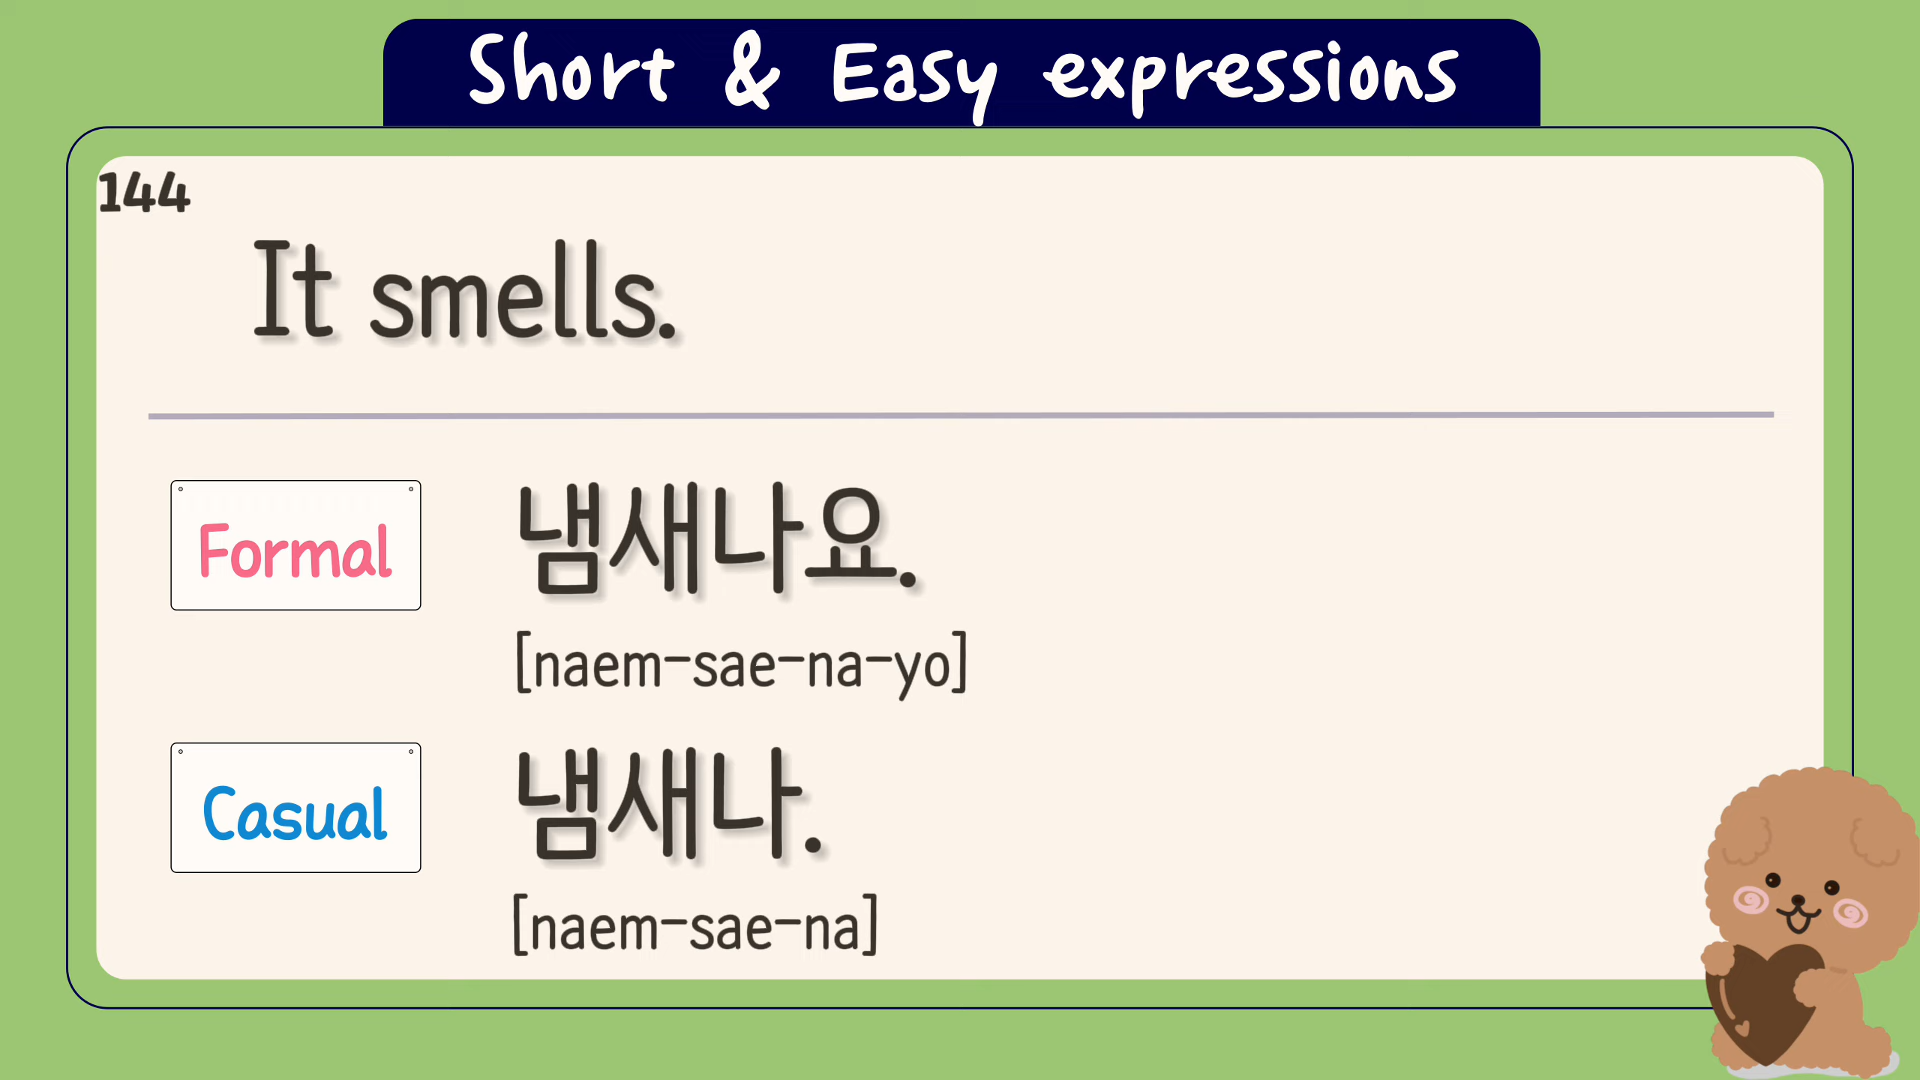 Short & Easy expressions
144
It smells.
Formal
냄새나요.
[naem-sae-na-yo]
Casual
냄새나.
[naem-sae-na]